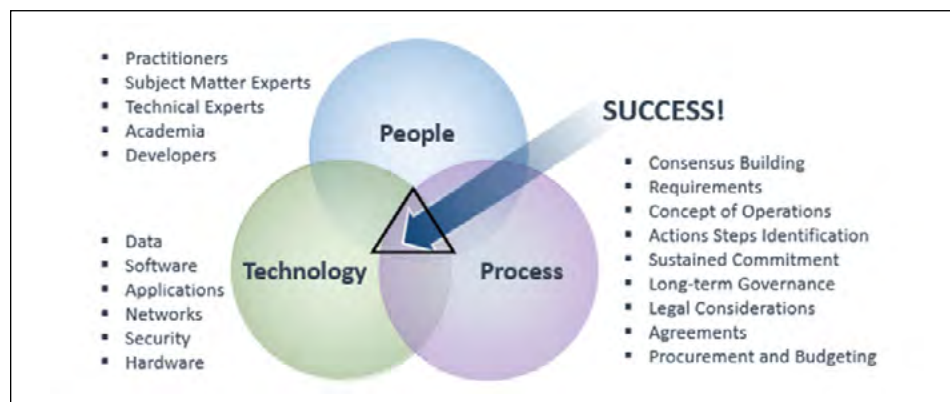 ▪ Practitioners
▪ Subject Matter Experts
▪ Technical Experts
▪ Academia
▪ Developers
People
SUCCESS!
▪ Consensus Building
▪ Requirements
▪ Concept of Operations
▪ Actions Steps Identification
▪ Sustained Commitment
▪ Long-term Governance
▪ Legal Considerations
▪ Agreements
▪ Procurement and Budgeting
▪ Data
▪ Software
▪ Applications
▪ Networks
▪ Security
▪ Hardware
Technology
Process